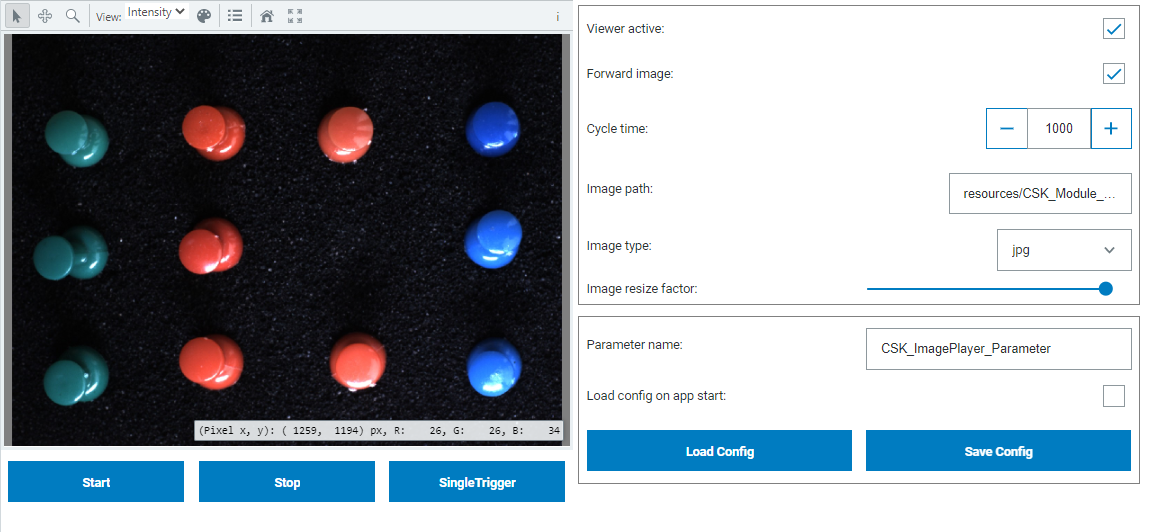 View: Intensity
i
(Pixel x, y): ( 1259, 1194) px, R: 26, G: 26, B: 34
Start
Stop
SingleTrigger
Viewer active:
Forward image:
Cycle time:
− 1000 +
Image path:
resources/CSK_Module_...
Image type:
jpg
Image resize factor:
Parameter name:
CSK_ImagePlayer_Parameter
Load config on app start:
Load Config
Save Config